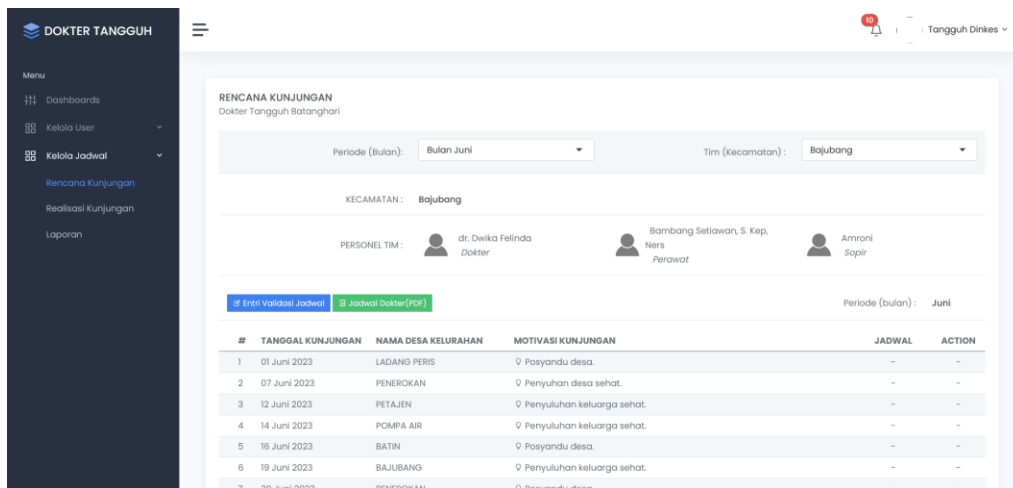 DOKTER TANGGUH
10
Tangguh Dinkes
Menu
Dashboards
Kelola User
Kelola Jadwal
Rencana Kunjungan
Realisasi Kunjungan
Laporan
RENCANA KUNJUNGAN
Dokter Tangguh Batanghari
Periode (Bulan): Bulan Juni Tim (Kecamatan) : Bajubang
KECAMATAN : Bajubang
PERSONEL TIM :
dr. Dwika Felinda
Dokter
Bambang Setiawan, S. Kep,
Ners
Perawat
Amroni
Sopir
Entri Validasi Jadwal Jadwal Dokter(PDF) Periode (bulan) : Juni
# TANGGAL KUNJUNGAN NAMA DESA KELURAHAN MOTIVASI KUNJUNGAN JADWAL ACTION
1 01 Juni 2023 LADANG PERIS Posyandu desa. - -
2 07 Juni 2023 PENEROKAN Penyuhan desa sehat. - -
3 12 Juni 2023 PETAJEN Penyuluhan keluarga sehat. - -
4 14 Juni 2023 POMPA AIR Penyuluhan keluarga sehat. - -
5 16 Juni 2023 BATIN Posyandu desa. - -
6 19 Juni 2023 BAJUBANG Penyuluhan keluarga sehat. - -